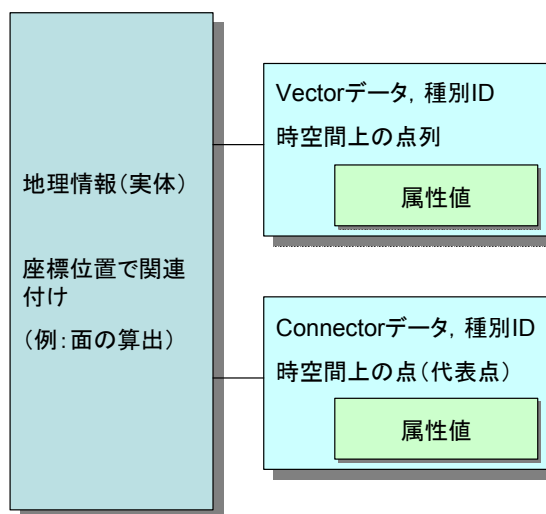 地理情報(実体)
座標位置で関連
付け
(例:面の算出)
Vectorデータ, 種別ID
時空間上の点列
属性値
Connectorデータ, 種別ID
時空間上の点(代表点)
属性値